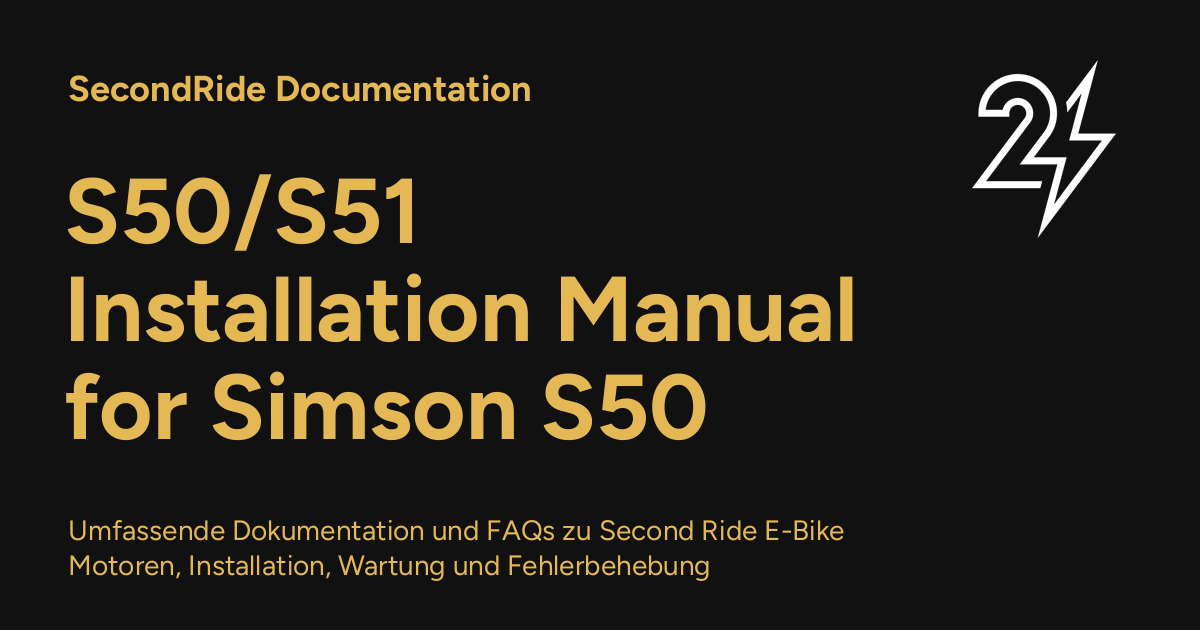 SecondRide Documentation
S50/S51
Installation Manual
for Simson S50
Umfassende Dokumentation und FAQs zu Second Ride E-Bike
Motoren, Installation, Wartung und Fehlerbehebung
2